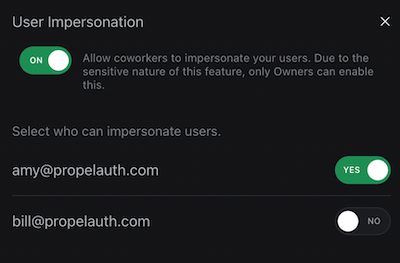 User Impersonation
ON
Allow coworkers to impersonate your users. Due to the
sensitive nature of this feature, only Owners can enable
this.
Select who can impersonate users.
amy@propelauth.com
YES
bill@propelauth.com
NO